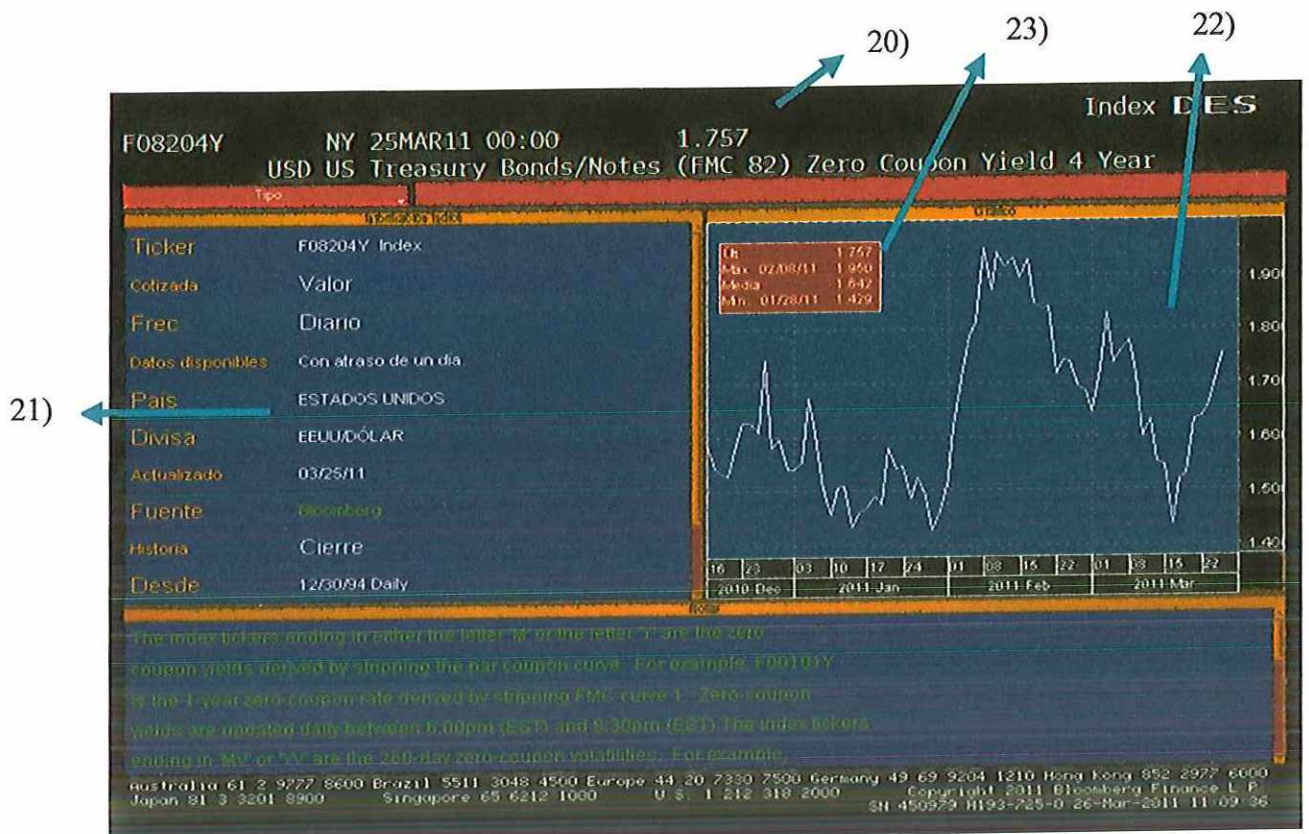 20) 23) 22)
Index DES
F08204Y NY 25MAR11 00:00 1.757
USD US Treasury Bonds/Notes (FMC 82) Zero Coupon Yield 4 Year
Tipo
Gráfico
Ticker F08204Y Index
Cotizada Valor
Frec Diario
Datos disponibles Con atraso de un día.
País ESTADOS UNIDOS
21)
Divisa EEUU/DÓLAR
Actualizado 03/25/11
Fuente Bloomberg
Historia Cierre
Desde 12/30/94 Daily
Últ 1.757
Máx. 02/08/11 1.950
Media 1.642
Mín. 01/28/11 1.429
1.90
1.80
1.70
1.60
1.50
1.40
16 23 03 10 17 24 01 08 15 22 01 08 15 22
2010-Dec 2011-Jan 2011-Feb 2011-Mar
Notas
The index tickers ending in either the letter 'M' or the letter 'Y' are the zero
coupon yields derived by stripping the par coupon curve. For example, F00101Y
is the 1-year zero-coupon rate derived by stripping FMC curve 1. Zero-coupon
yields are updated daily between 6:00pm (EST) and 8:30pm (EST) The index tickers
ending in 'MV' or 'YV' are the 260-day zero-coupon volatilities. For example,
Australia 61 2 9777 8600 Brazil 5511 3048 4500 Europe 44 20 7330 7500 Germany 49 69 9204 1210 Hong Kong 852 2977 6000
Japan 81 3 3201 8900 Singapore 65 6212 1000 U.S. 1 212 318 2000 Copyright 2011 Bloomberg Finance L.P.
SN 450979 H193-725-0 26-Mar-2011 11:09:36